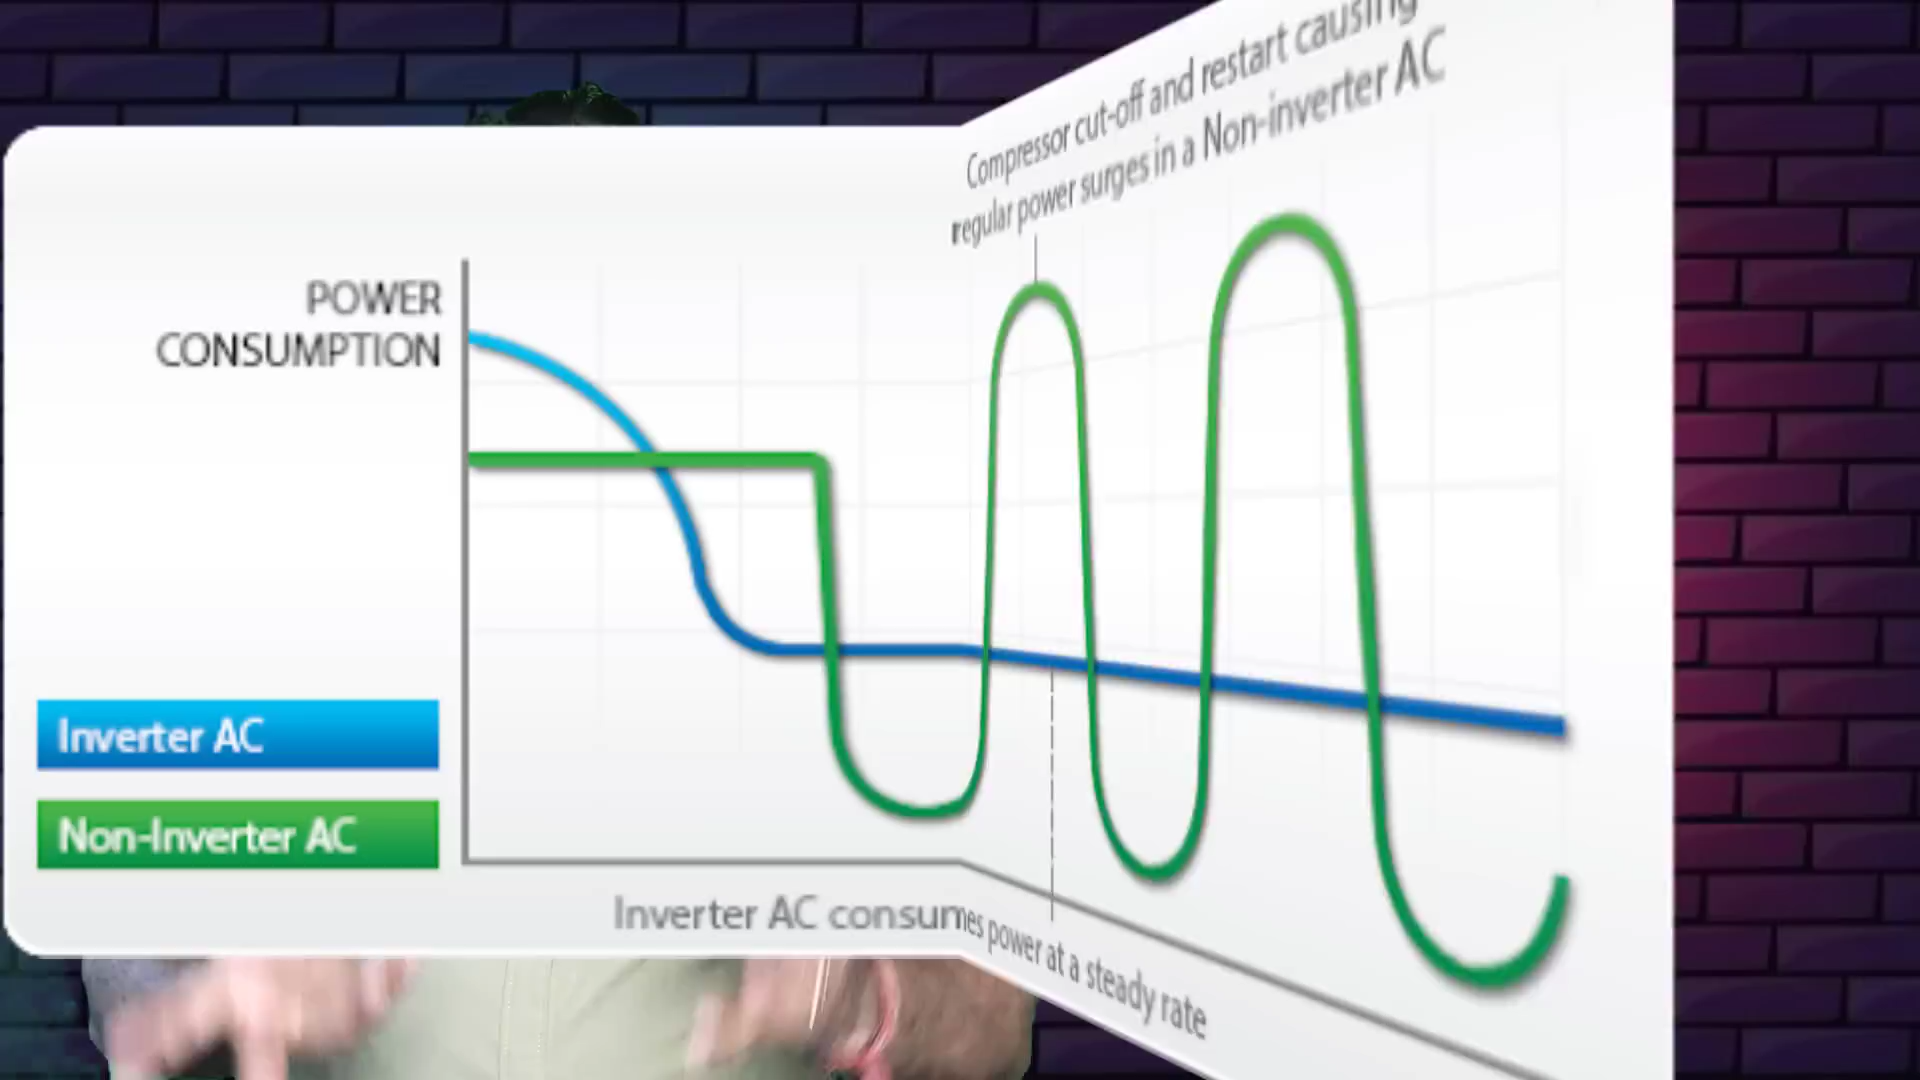 Compressor cut-off and restart causing
regular power surges in a Non-inverter AC
POWER
CONSUMPTION
Inverter AC
Non-Inverter AC
Inverter AC consumes power at a steady rate